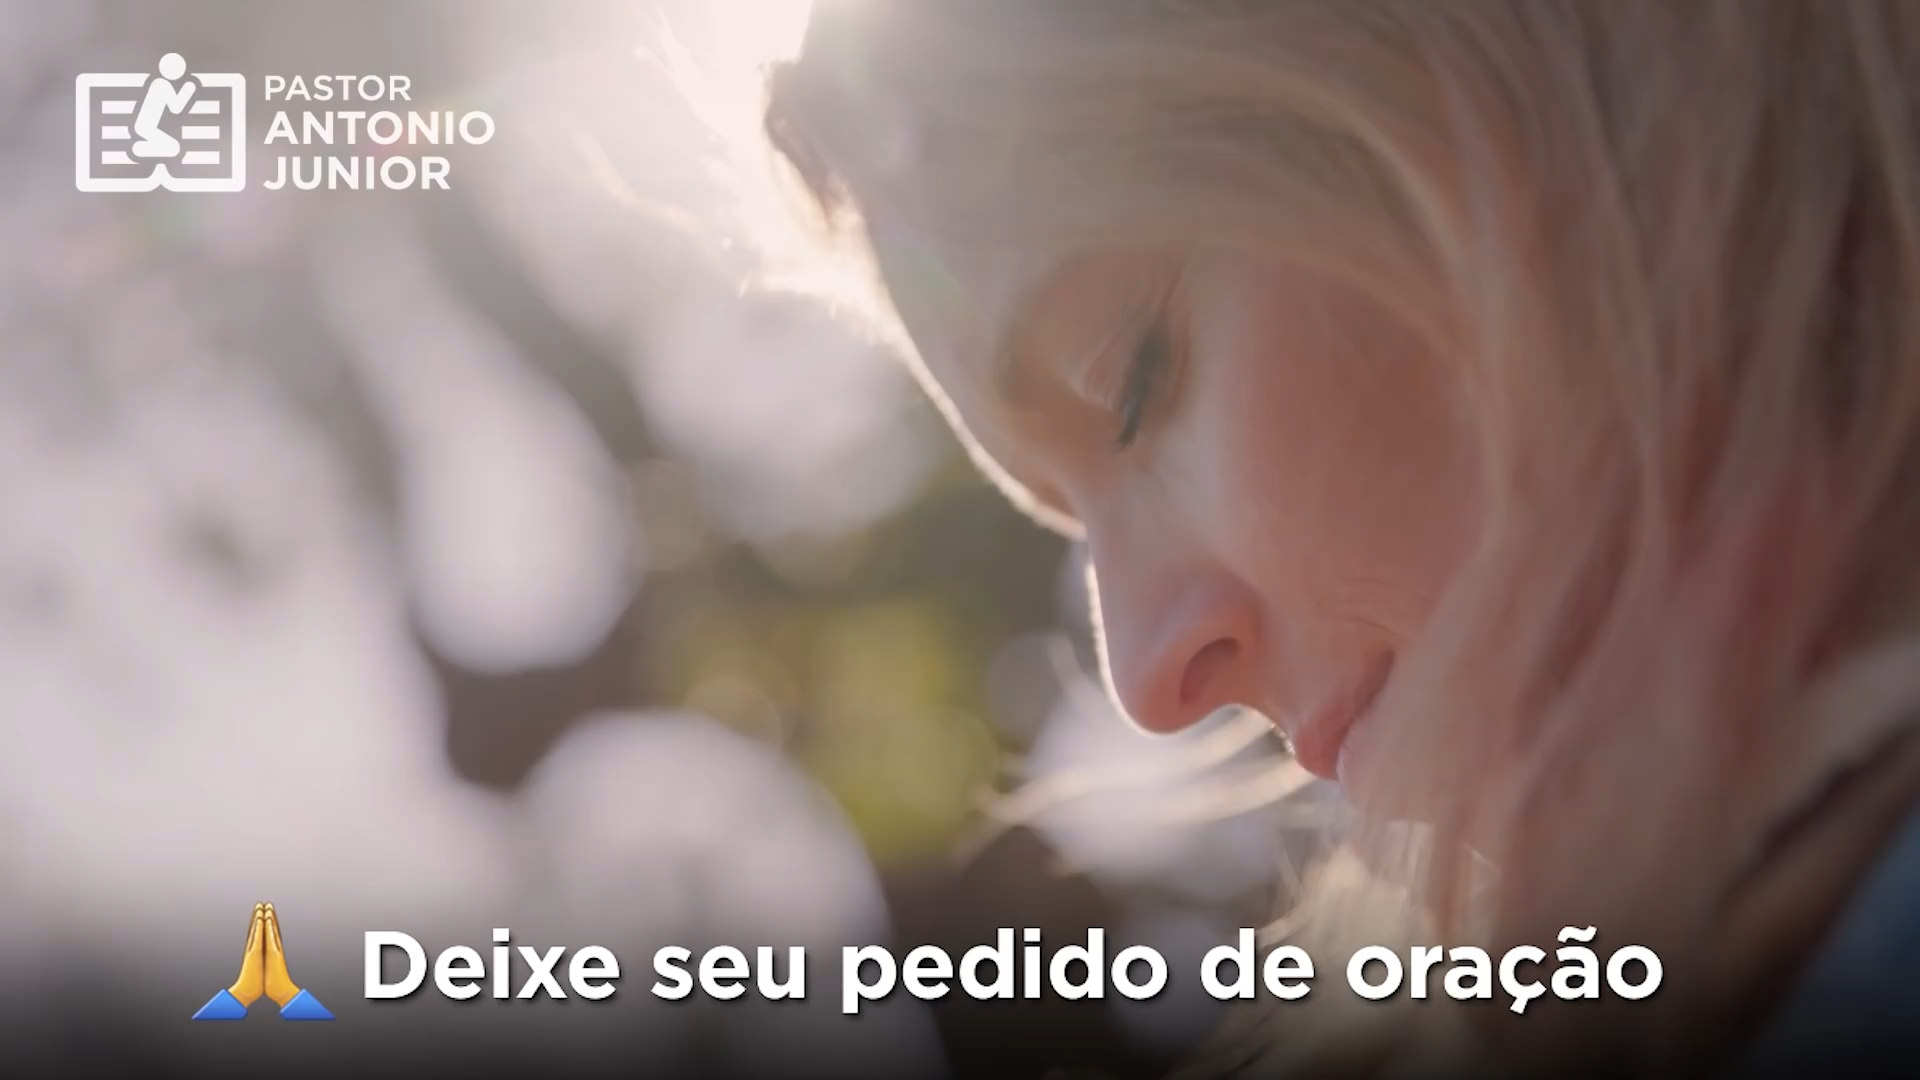 PASTOR
ANTONIO
JUNIOR
🙏 Deixe seu pedido de oração